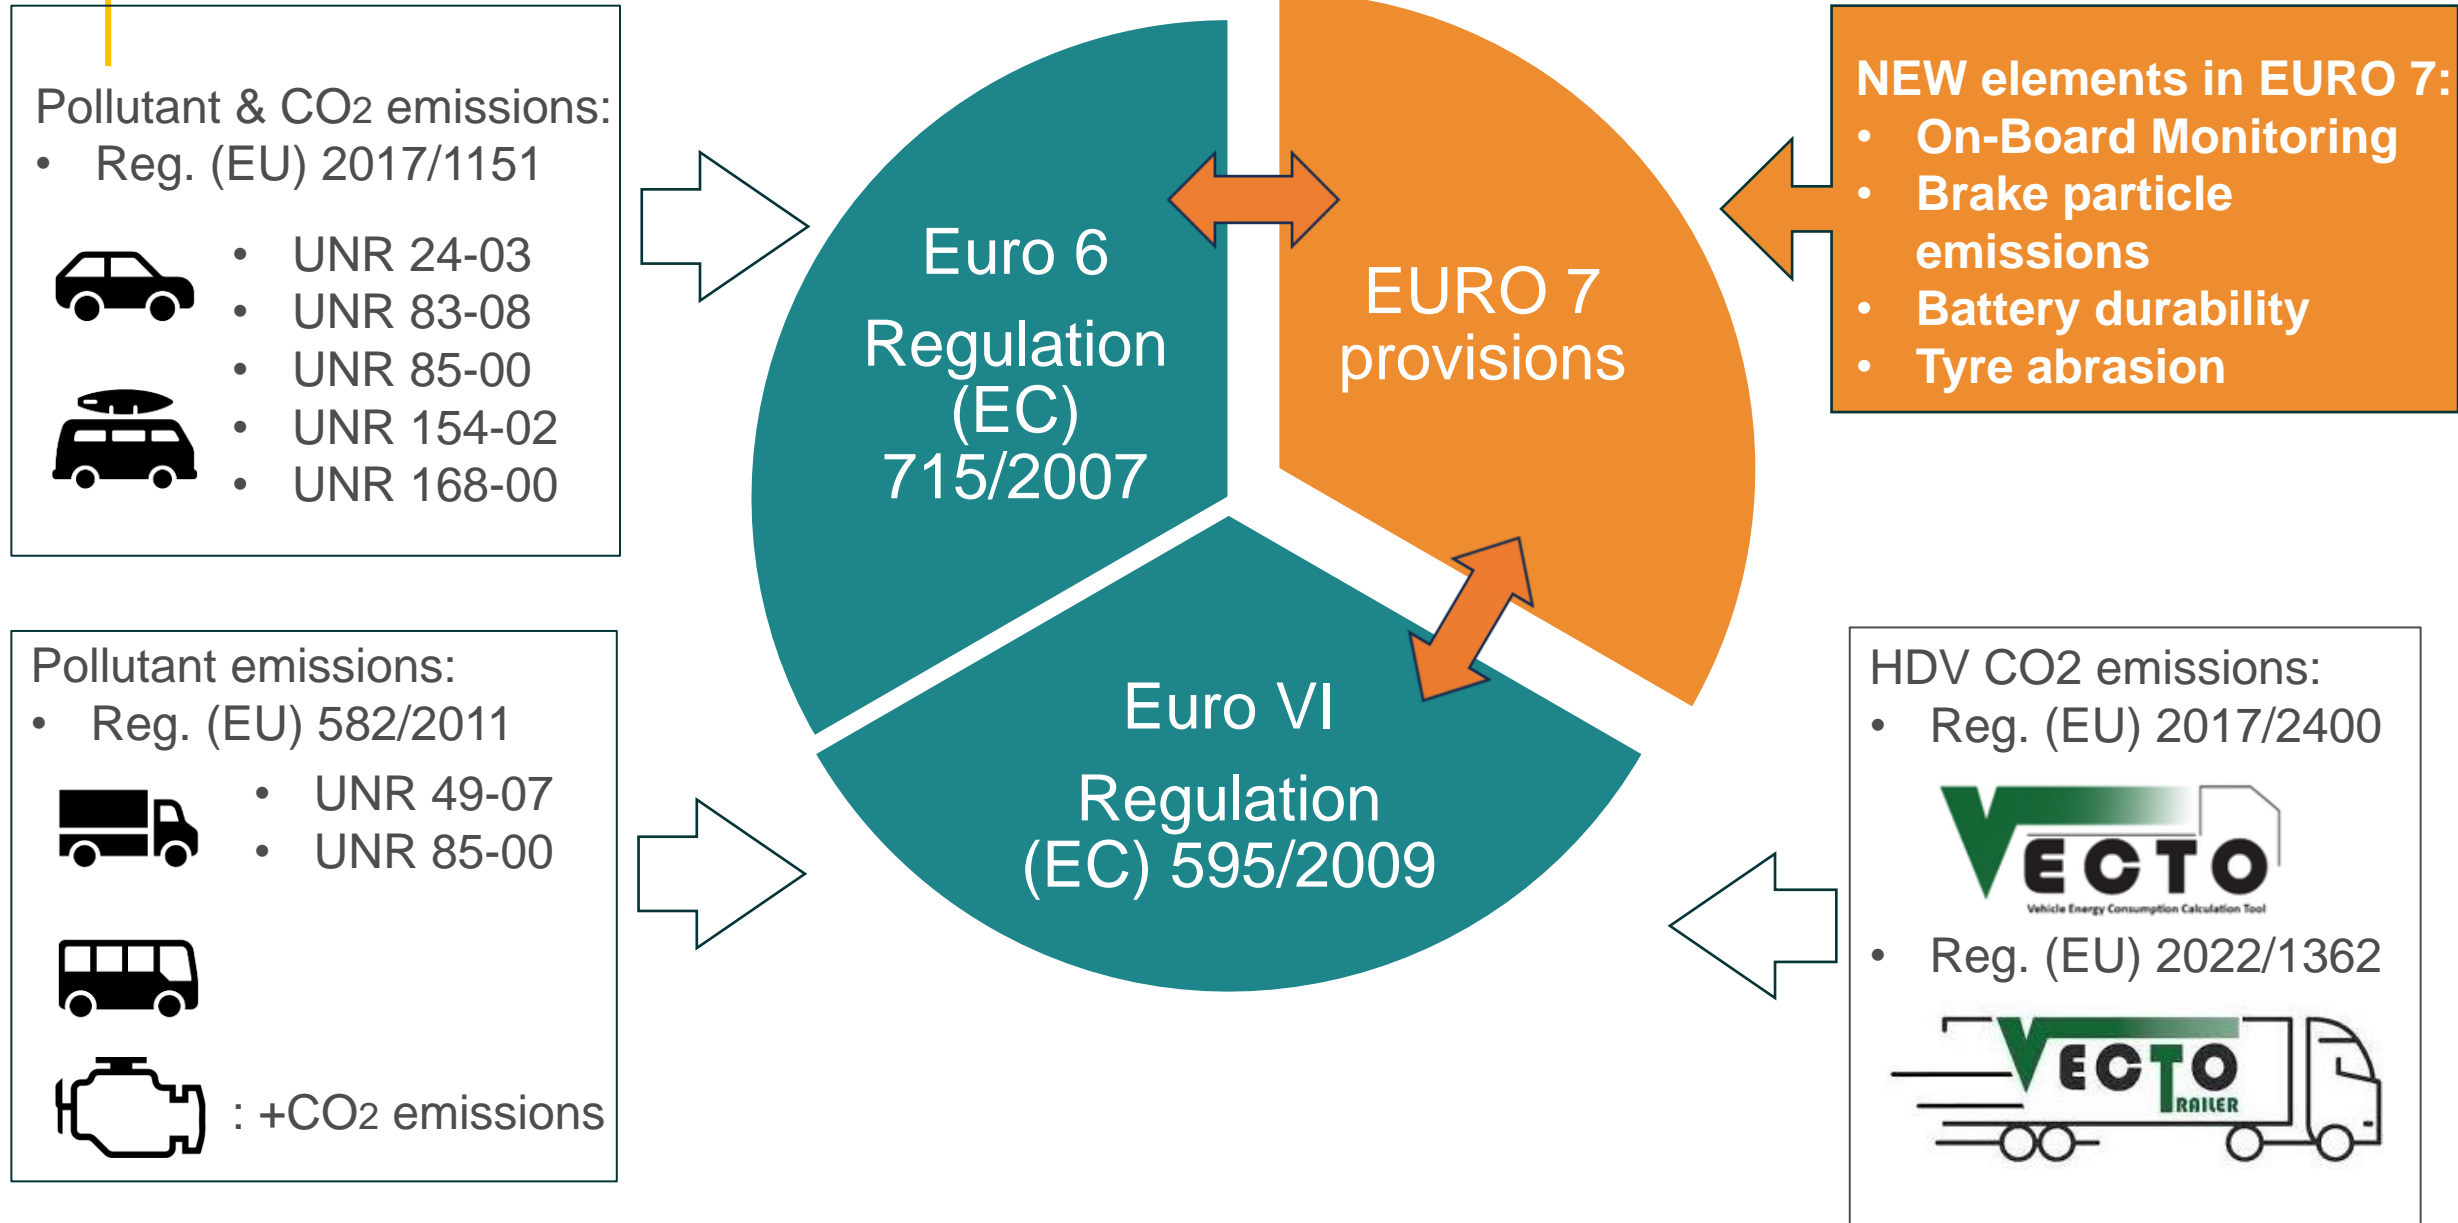 Pollutant & CO2 emissions:
• Reg. (EU) 2017/1151
• UNR 24-03
• UNR 83-08
• UNR 85-00
• UNR 154-02
• UNR 168-00
Pollutant emissions:
• Reg. (EU) 582/2011
• UNR 49-07
• UNR 85-00
: +CO2 emissions
Euro 6
Regulation
(EC)
715/2007
EURO 7
provisions
Euro VI
Regulation
(EC) 595/2009
NEW elements in EURO 7:
• On-Board Monitoring
• Brake particle
emissions
• Battery durability
• Tyre abrasion
HDV CO2 emissions:
• Reg. (EU) 2017/2400
VECTO
Vehicle Energy Consumption Calculation Tool
• Reg. (EU) 2022/1362
VECTO
TRAILER